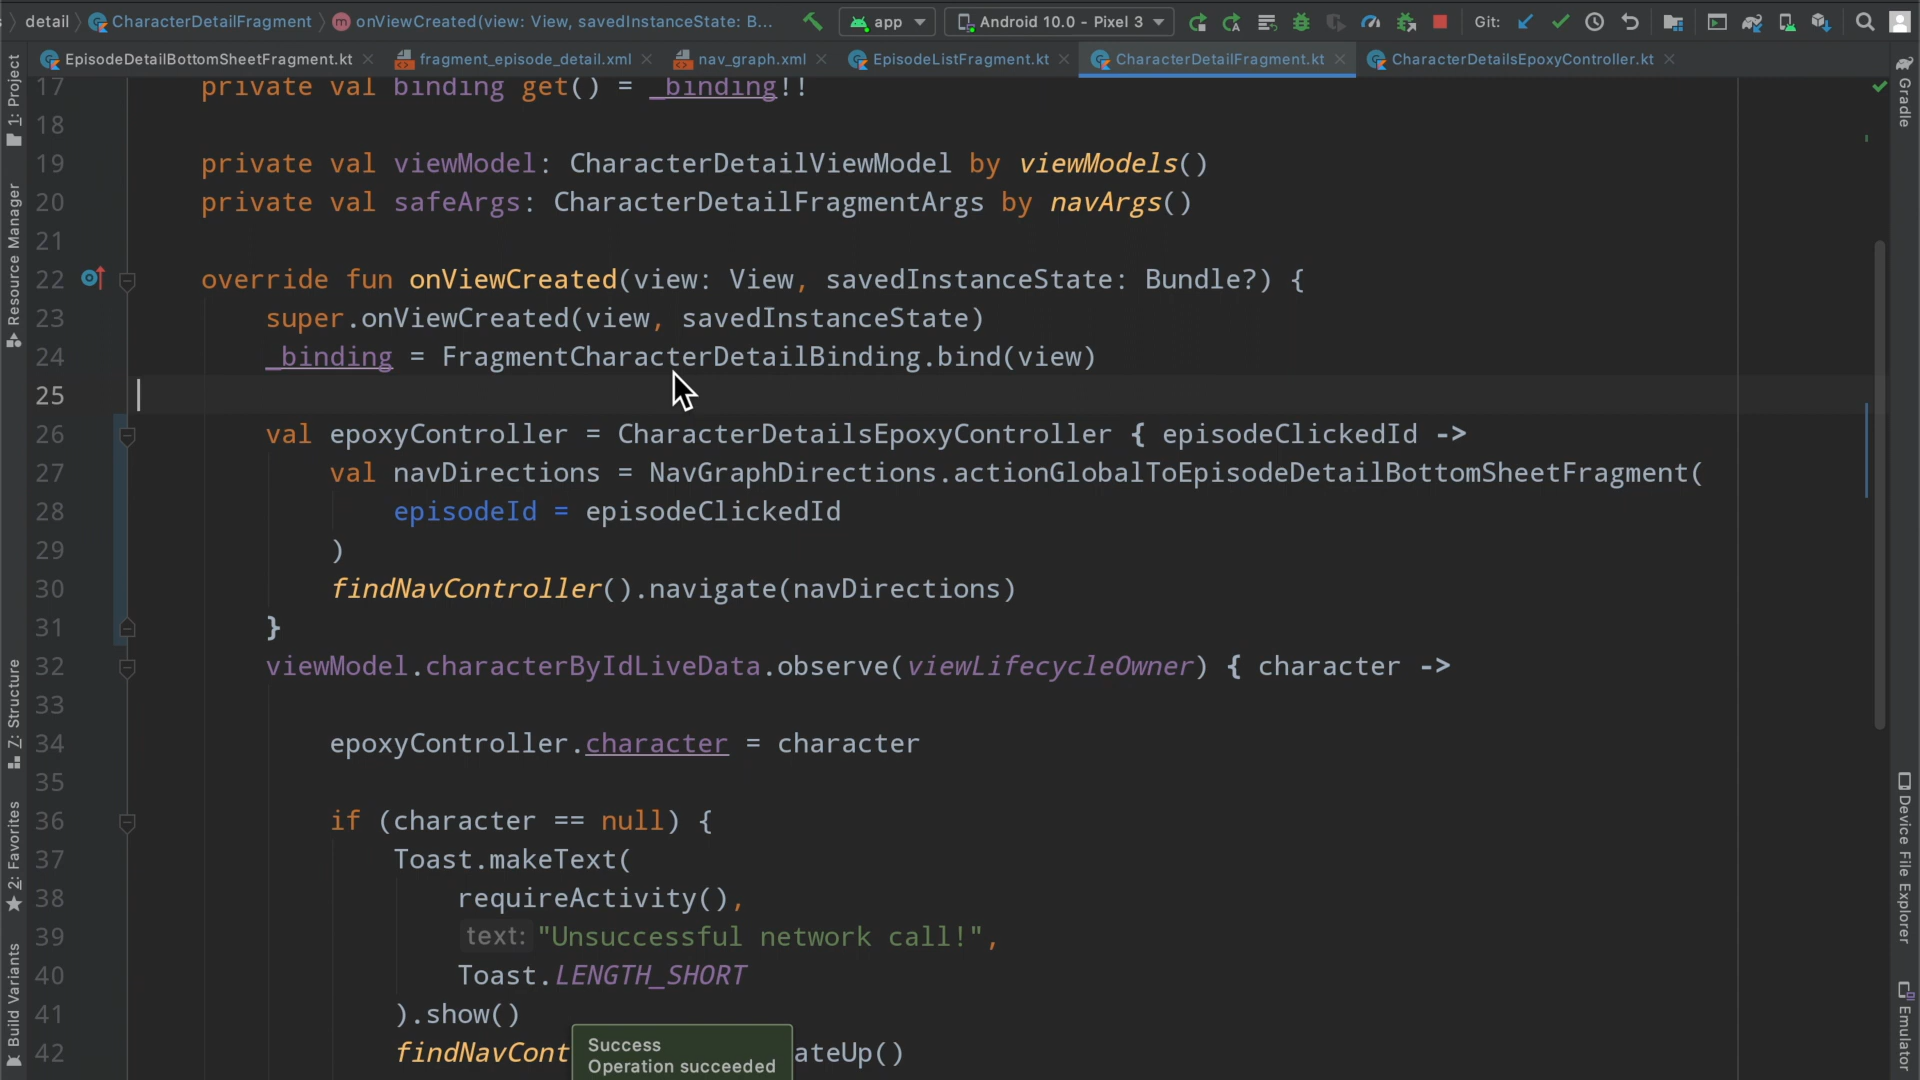 detail
CharacterDetailFragment
onViewCreated(view: View, savedInstanceState: B...
app
Android 10.0 - Pixel 3
Git:
EpisodeDetailBottomSheetFragment.kt
fragment_episode_detail.xml
nav_graph.xml
EpisodeListFragment.kt
CharacterDetailFragment.kt
CharacterDetailsEpoxyController.kt
1: Project
Resource Manager
Z: Structure
2: Favorites
Build Variants
17 private val binding get() = _binding!!
18
19 private val viewModel: CharacterDetailViewModel by viewModels()
20 private val safeArgs: CharacterDetailFragmentArgs by navArgs()
21
22 override fun onViewCreated(view: View, savedInstanceState: Bundle?) {
23 super.onViewCreated(view, savedInstanceState)
24 _binding = FragmentCharacterDetailBinding.bind(view)
25
26 val epoxyController = CharacterDetailsEpoxyController { episodeClickedId ->
27 val navDirections = NavGraphDirections.actionGlobalToEpisodeDetailBottomSheetFragment(
28 episodeId = episodeClickedId
29 )
30 findNavController().navigate(navDirections)
31 }
32 viewModel.characterByIdLiveData.observe(viewLifecycleOwner) { character ->
33
34 epoxyController.character = character
35
36 if (character == null) {
37 Toast.makeText(
38 requireActivity(),
39 text: "Unsuccessful network call!",
40 Toast.LENGTH_SHORT
41 ).show()
42 findNavCont ateUp()
Success
Operation succeeded
Gradle
Device File Explorer
Emulator